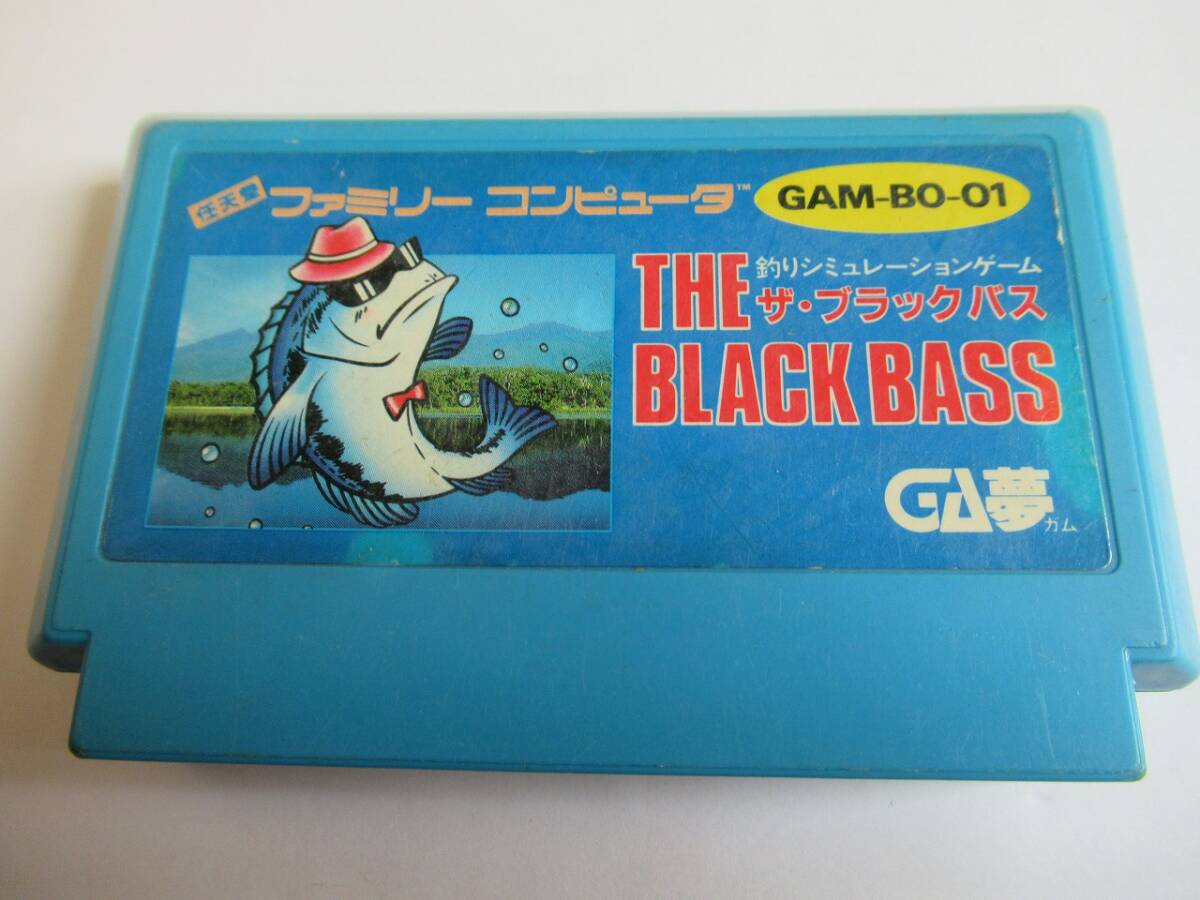 任天堂 ファミリー コンピュータ™
GAM-BO-01
釣りシミュレーションゲーム
THE
ザ・ブラックバス
BLACK BASS
GA夢
ガム